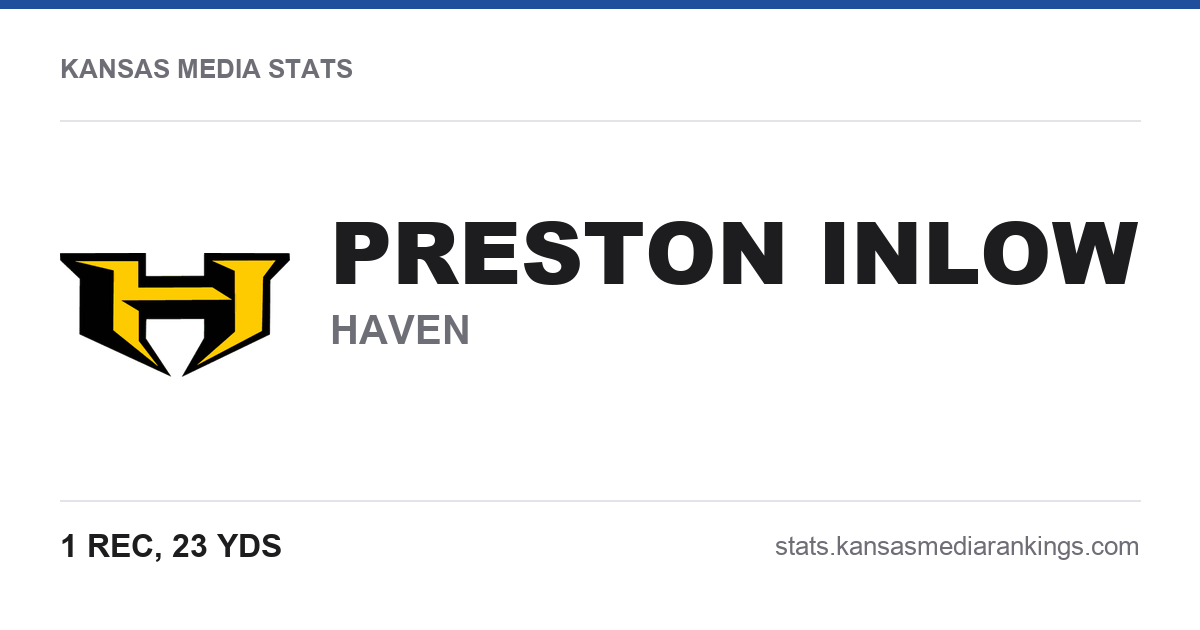 KANSAS MEDIA STATS
PRESTON INLOW
HAVEN
1 REC, 23 YDS
stats.kansasmediarankings.com